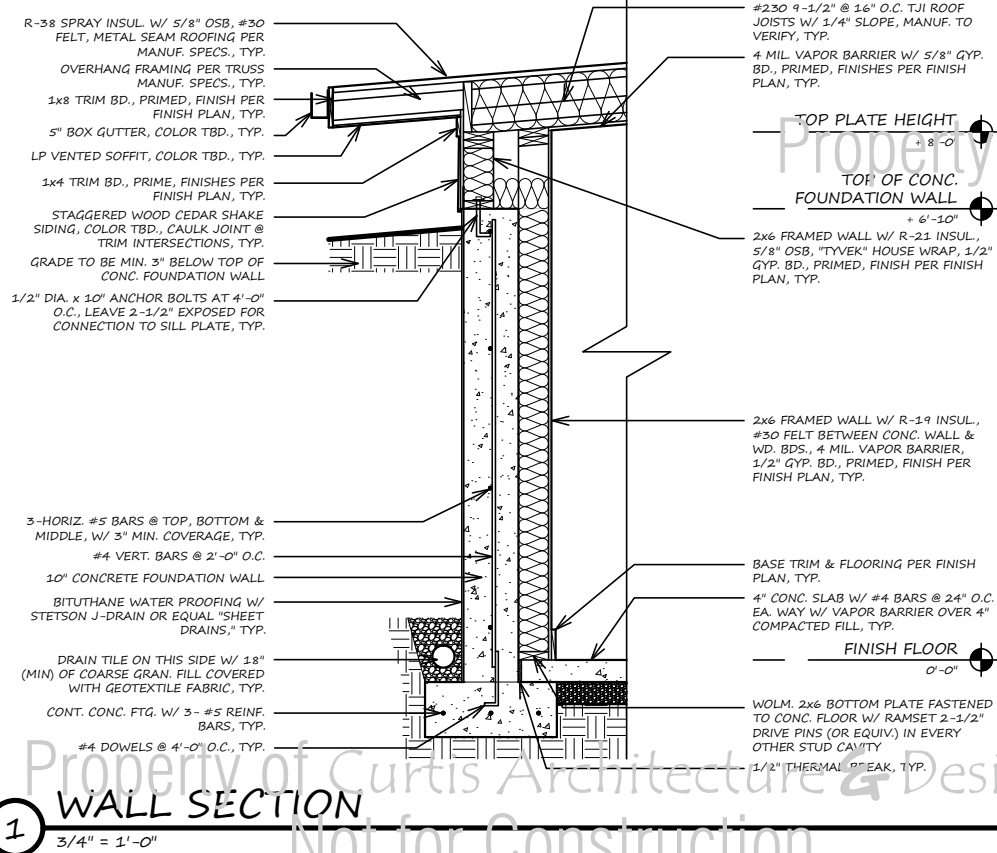 R-38 SPRAY INSUL. W/ 5/8" OSB, #30
FELT, METAL SEAM ROOFING PER
MANUF. SPECS., TYP.
OVERHANG FRAMING PER TRUSS
MANUF. SPECS., TYP.
1x8 TRIM BD., PRIMED, FINISH PER
FINISH PLAN, TYP.
5" BOX GUTTER, COLOR TBD., TYP.
LP VENTED SOFFIT, COLOR TBD., TYP.
1x4 TRIM BD., PRIME, FINISHES PER
FINISH PLAN, TYP.
STAGGERED WOOD CEDAR SHAKE
SIDING, COLOR TBD., CAULK JOINT @
TRIM INTERSECTIONS, TYP.
GRADE TO BE MIN. 3" BELOW TOP OF
CONC. FOUNDATION WALL
1/2" DIA. x 10" ANCHOR BOLTS AT 4'-0"
O.C., LEAVE 2-1/2" EXPOSED FOR
CONNECTION TO SILL PLATE, TYP.
3-HORIZ. #5 BARS @ TOP, BOTTOM &
MIDDLE, W/ 3" MIN. COVERAGE, TYP.
#4 VERT. BARS @ 2'-0" O.C.
10" CONCRETE FOUNDATION WALL
BITUTHANE WATER PROOFING W/
STETSON J-DRAIN OR EQUAL "SHEET
DRAINS," TYP.
DRAIN TILE ON THIS SIDE W/ 18"
(MIN) OF COARSE GRAN. FILL COVERED
WITH GEOTEXTILE FABRIC, TYP.
CONT. CONC. FTG. W/ 3- #5 REINF.
BARS, TYP.
#4 DOWELS @ 4'-0" O.C., TYP.
#230 9-1/2" @ 16" O.C. TJI ROOF
JOISTS W/ 1/4" SLOPE, MANUF. TO
VERIFY, TYP.
4 MIL. VAPOR BARRIER W/ 5/8" GYP.
BD., PRIMED, FINISHES PER FINISH
PLAN, TYP.
TOP PLATE HEIGHT
+ 8'-0"
Property
TOP OF CONC.
FOUNDATION WALL
+ 6'-10"
2x6 FRAMED WALL W/ R-21 INSUL.,
5/8" OSB, "TYVEK" HOUSE WRAP, 1/2"
GYP. BD., PRIMED, FINISH PER FINISH
PLAN, TYP.
2x6 FRAMED WALL W/ R-19 INSUL.,
#30 FELT BETWEEN CONC. WALL &
WD. BDS., 4 MIL. VAPOR BARRIER,
1/2" GYP. BD., PRIMED, FINISH PER
FINISH PLAN, TYP.
BASE TRIM & FLOORING PER FINISH
PLAN, TYP.
4" CONC. SLAB W/ #4 BARS @ 24" O.C.
EA. WAY W/ VAPOR BARRIER OVER 4"
COMPACTED FILL, TYP.
FINISH FLOOR
0'-0"
WOLM. 2x6 BOTTOM PLATE FASTENED
TO CONC. FLOOR W/ RAMSET 2-1/2"
DRIVE PINS (OR EQUIV.) IN EVERY
OTHER STUD CAVITY
1/2" THERMAL BREAK, TYP.
Property of Curtis Architecture & Desi
1 WALL SECTION
3/4" = 1'-0"
Not for Construction